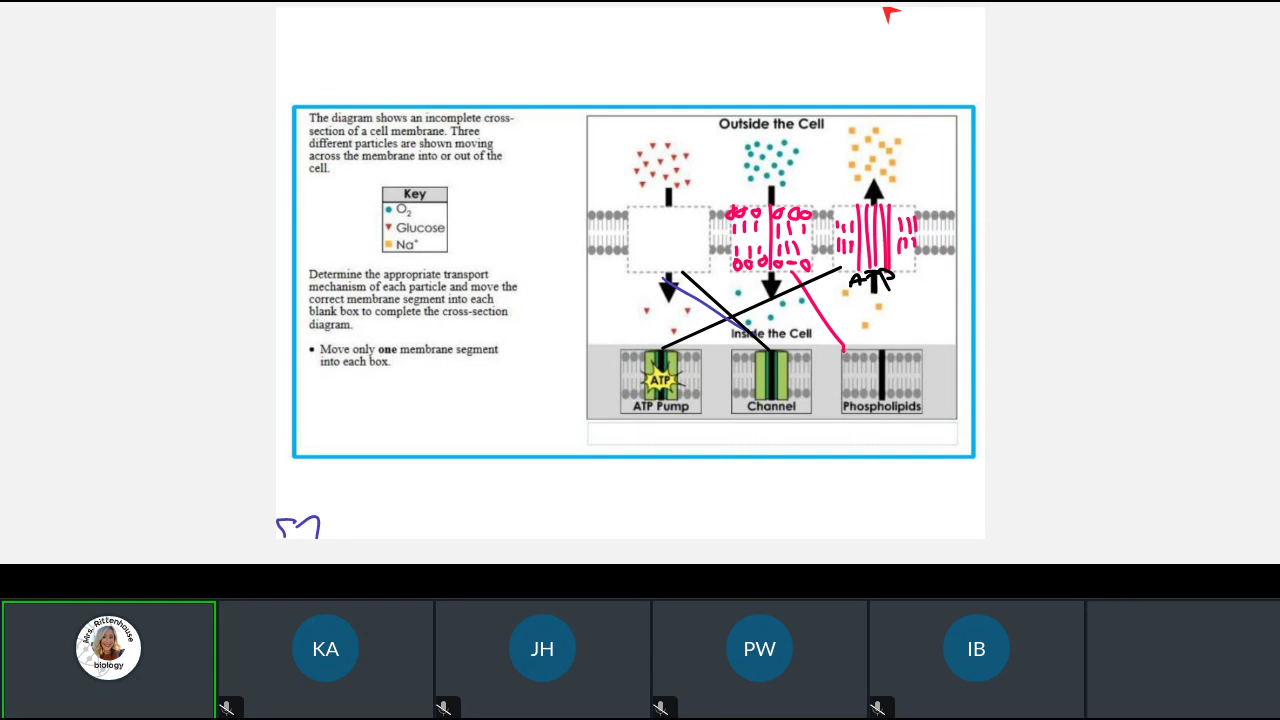 The diagram shows an incomplete cross-
section of a cell membrane. Three
different particles are shown moving
across the membrane into or out of the
cell.
Key
O2
Glucose
Na+
Determine the appropriate transport
mechanism of each particle and move the
correct membrane segment into each
blank box to complete the cross-section
diagram.
• Move only one membrane segment
into each box.
Outside the Cell
ATP
Inside the Cell
ATP
ATP Pump
Channel
Phospholipids
Mrs. Rittenhouse
biology
KA
JH
PW
IB